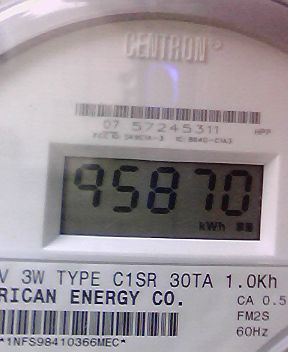 CENTRON®
07 57245311 HPP
95870
kWh
V 3W TYPE C1SR 30TA 1.0Kh
RICAN ENERGY CO.
CA 0.5
FM2S
60Hz
*1NFS98410366MEC*